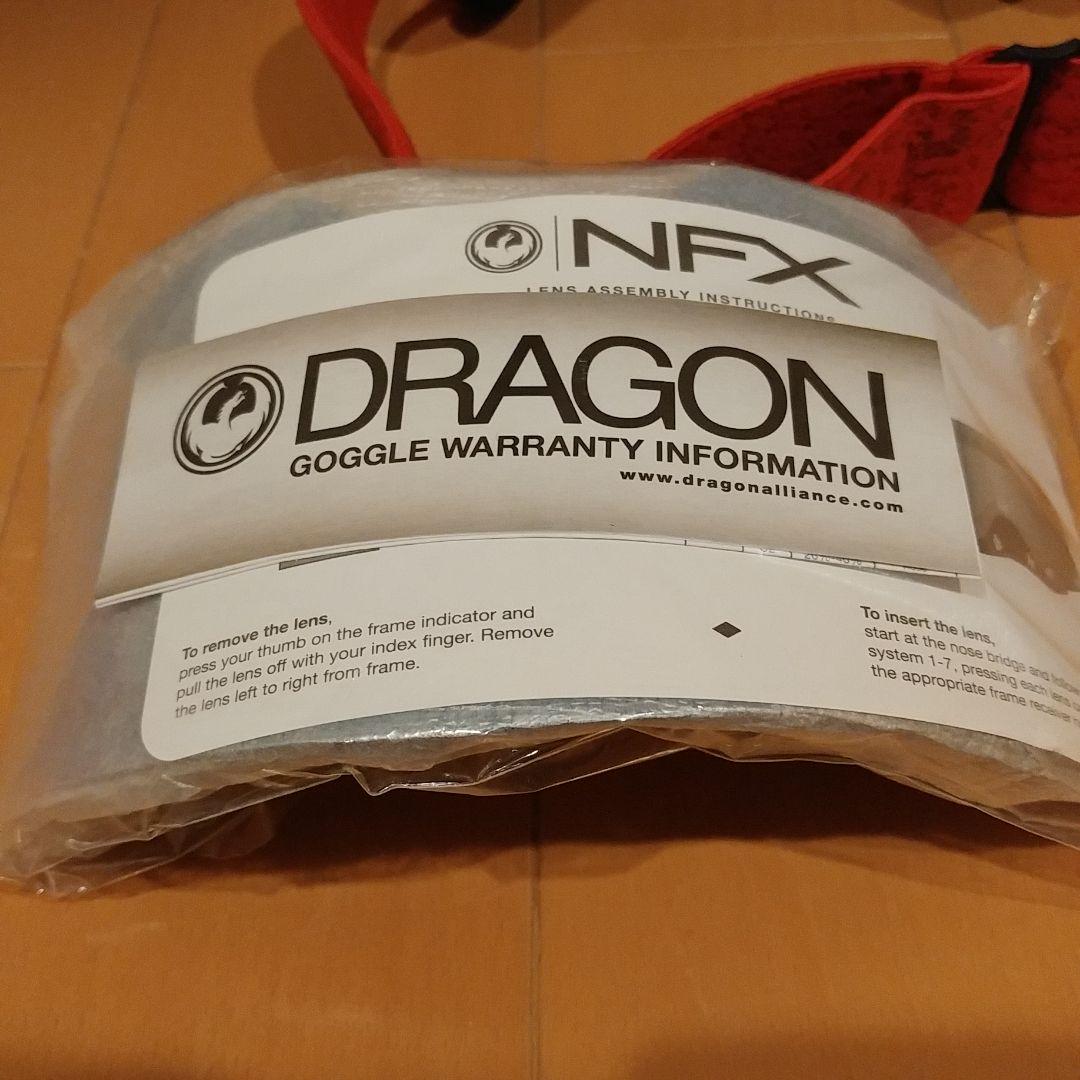 NFX
LENS ASSEMBLY INSTRUCTIONS
DRAGON
GOGGLE WARRANTY INFORMATION
www.dragonalliance.com
To remove the lens,
press your thumb on the frame indicator and
pull the lens off with your index finger. Remove
the lens left to right from frame.
To insert the lens,
start at the nose bridge and follow
system 1-7, pressing each lens
the appropriate frame receiver